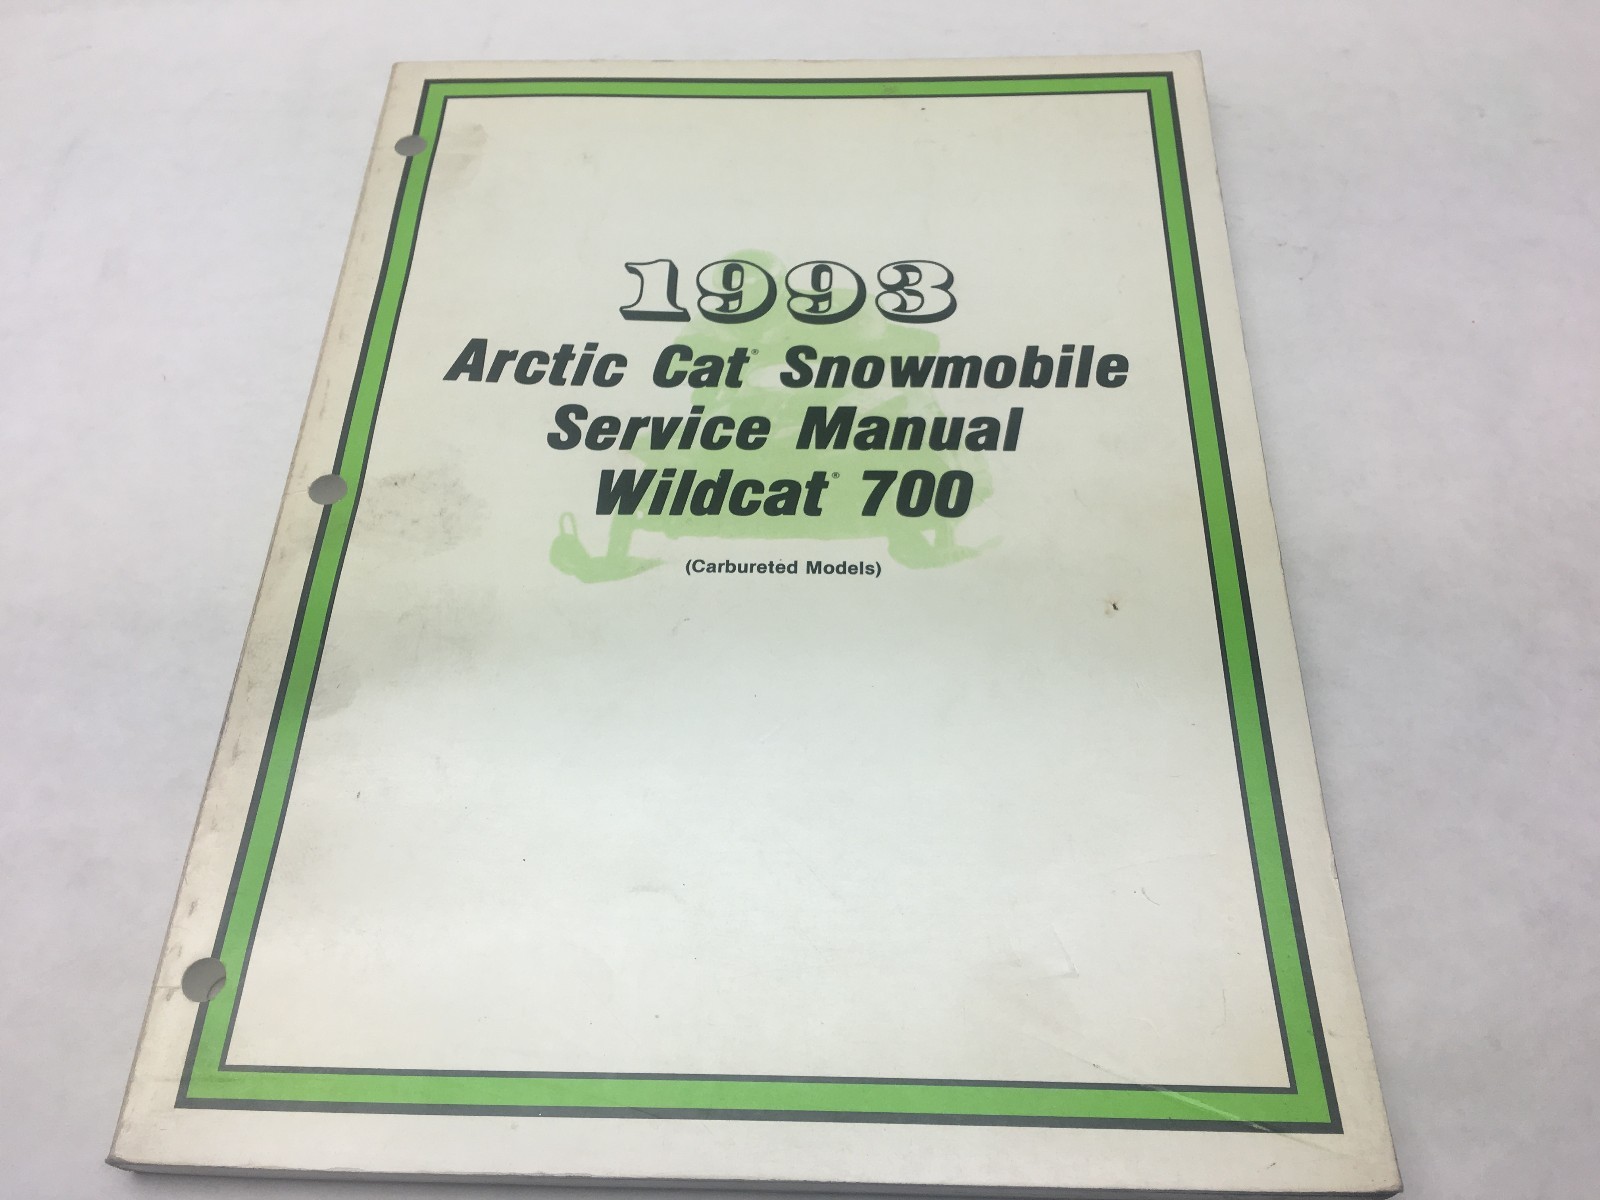 1993
Arctic Cat® Snowmobile
Service Manual
Wildcat® 700
(Carbureted Models)